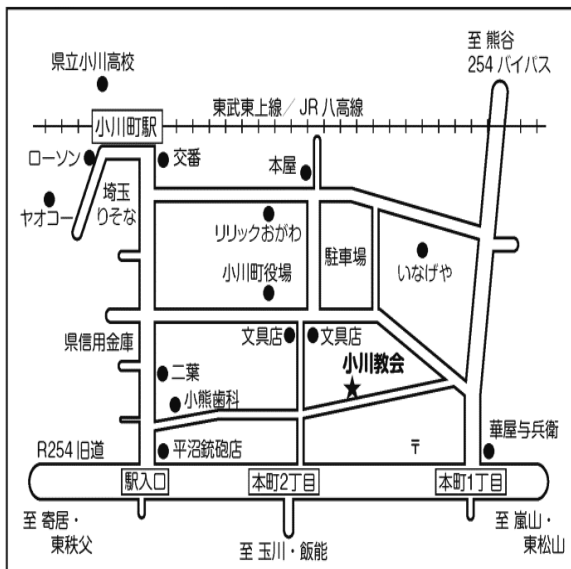 至 熊谷
254 バイパス
県立小川高校
東武東上線／JR 八高線
小川町駅
ローソン
交番
本屋
埼玉
りそな
ヤオコー
リリックおがわ
駐車場
いなげや
小川町役場
県信用金庫
文具店
文具店
小川教会
二葉
小熊歯科
R254 旧道
平沼銃砲店
〒
華屋与兵衛
駅入口
本町2丁目
本町1丁目
至 寄居・
東秩父
至 玉川・飯能
至 嵐山・
東松山